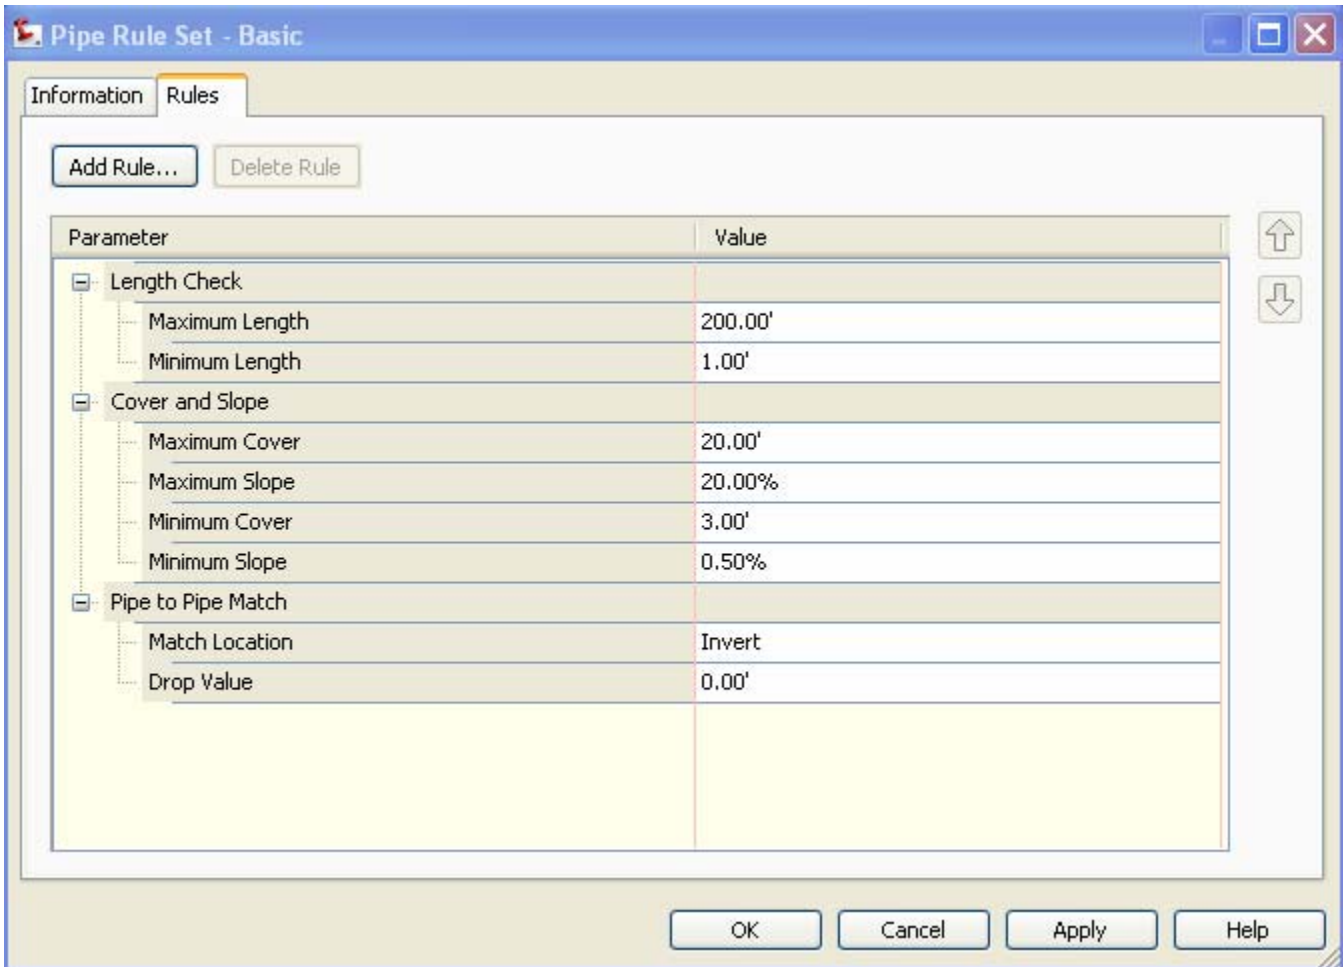 Pipe Rule Set - Basic
Information Rules
Add Rule... Delete Rule
Parameter Value
Length Check
Maximum Length 200.00'
Minimum Length 1.00'
Cover and Slope
Maximum Cover 20.00'
Maximum Slope 20.00%
Minimum Cover 3.00'
Minimum Slope 0.50%
Pipe to Pipe Match
Match Location Invert
Drop Value 0.00'
OK Cancel Apply Help